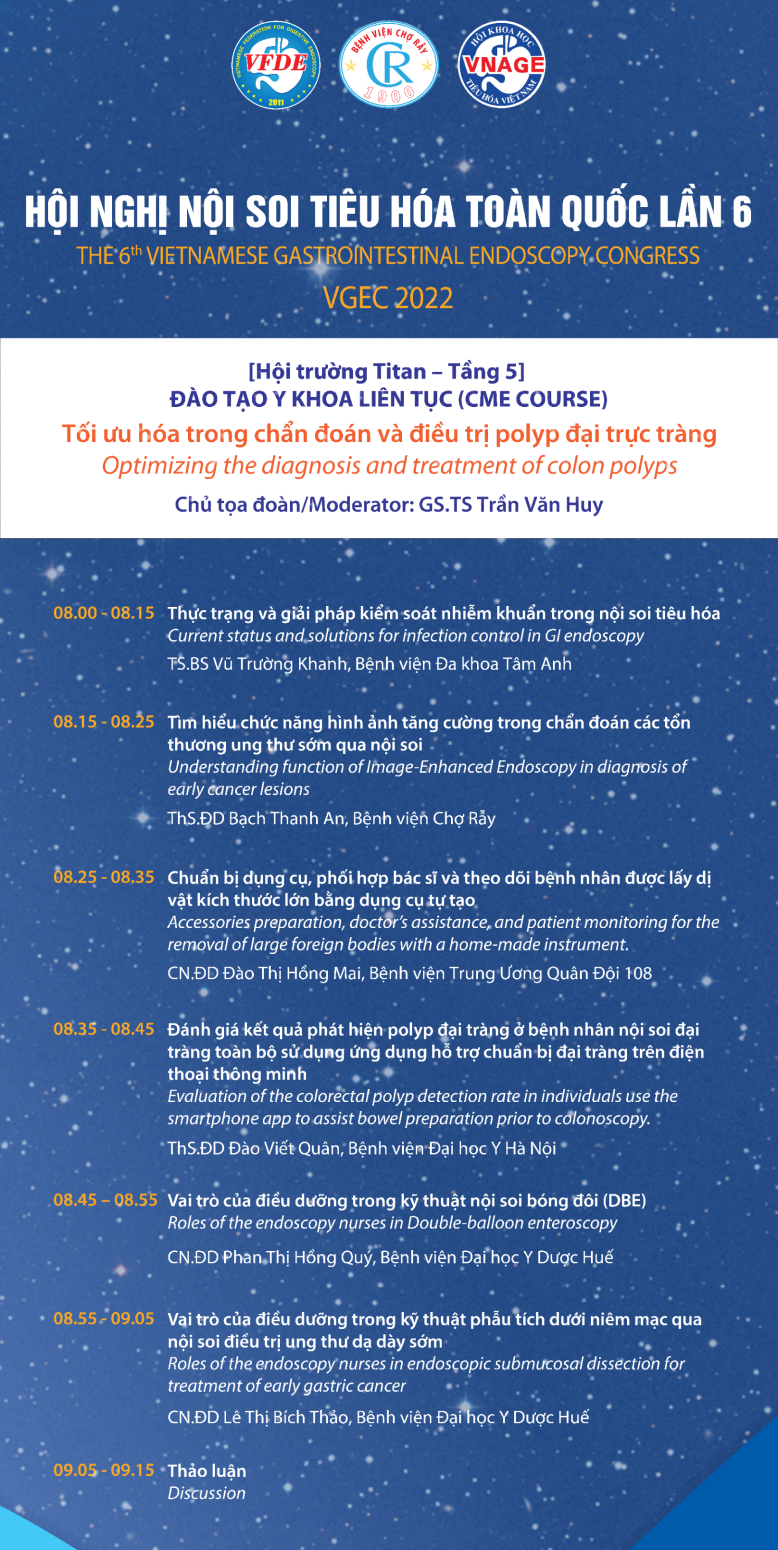 VIETNAMESE FEDERATION FOR DIGESTIVE ENDOSCOPY
VFDE
2011
BỆNH VIỆN CHỢ RẪY
CR
1900
HỘI KHOA HỌC
VNAGE
TIÊU HÓA VIỆT NAM
HỘI NGHỊ NỘI SOI TIÊU HÓA TOÀN QUỐC LẦN 6
THE 6th VIETNAMESE GASTROINTESTINAL ENDOSCOPY CONGRESS
VGEC 2022
[Hội trường Titan – Tầng 5]
ĐÀO TẠO Y KHOA LIÊN TỤC (CME COURSE)
Tối ưu hóa trong chẩn đoán và điều trị polyp đại trực tràng
Optimizing the diagnosis and treatment of colon polyps
Chủ tọa đoàn/Moderator: GS.TS Trần Văn Huy
08.00 - 08.15 Thực trạng và giải pháp kiểm soát nhiễm khuẩn trong nội soi tiêu hóa
Current status and solutions for infection control in GI endoscopy
TS.BS Vũ Trường Khanh, Bệnh viện Đa khoa Tâm Anh
08.15 - 08.25 Tìm hiểu chức năng hình ảnh tăng cường trong chẩn đoán các tổn
thương ung thư sớm qua nội soi
Understanding function of Image-Enhanced Endoscopy in diagnosis of
early cancer lesions
ThS.ĐD Bạch Thanh An, Bệnh viện Chợ Rẫy
08.25 - 08.35 Chuẩn bị dụng cụ, phối hợp bác sĩ và theo dõi bệnh nhân được lấy dị
vật kích thước lớn bằng dụng cụ tự tạo
Accessories preparation, doctor's assistance, and patient monitoring for the
removal of large foreign bodies with a home-made instrument.
CN.ĐD Đào Thị Hồng Mai, Bệnh viện Trung Ương Quân Đội 108
08.35 - 08.45 Đánh giá kết quả phát hiện polyp đại tràng ở bệnh nhân nội soi đại
tràng toàn bộ sử dụng ứng dụng hỗ trợ chuẩn bị đại tràng trên điện
thoại thông minh
Evaluation of the colorectal polyp detection rate in individuals use the
smartphone app to assist bowel preparation prior to colonoscopy.
ThS.ĐD Đào Viết Quân, Bệnh viện Đại học Y Hà Nội
08.45 – 08.55 Vai trò của điều dưỡng trong kỹ thuật nội soi bóng đôi (DBE)
Roles of the endoscopy nurses in Double-balloon enteroscopy
CN.ĐD Phan Thị Hồng Quý, Bệnh viện Đại học Y Dược Huế
08.55 - 09.05 Vai trò của điều dưỡng trong kỹ thuật phẫu tích dưới niêm mạc qua
nội soi điều trị ung thư dạ dày sớm
Roles of the endoscopy nurses in endoscopic submucosal dissection for
treatment of early gastric cancer
CN.ĐD Lê Thị Bích Thảo, Bệnh viện Đại học Y Dược Huế
09.05 - 09.15 Thảo luận
Discussion